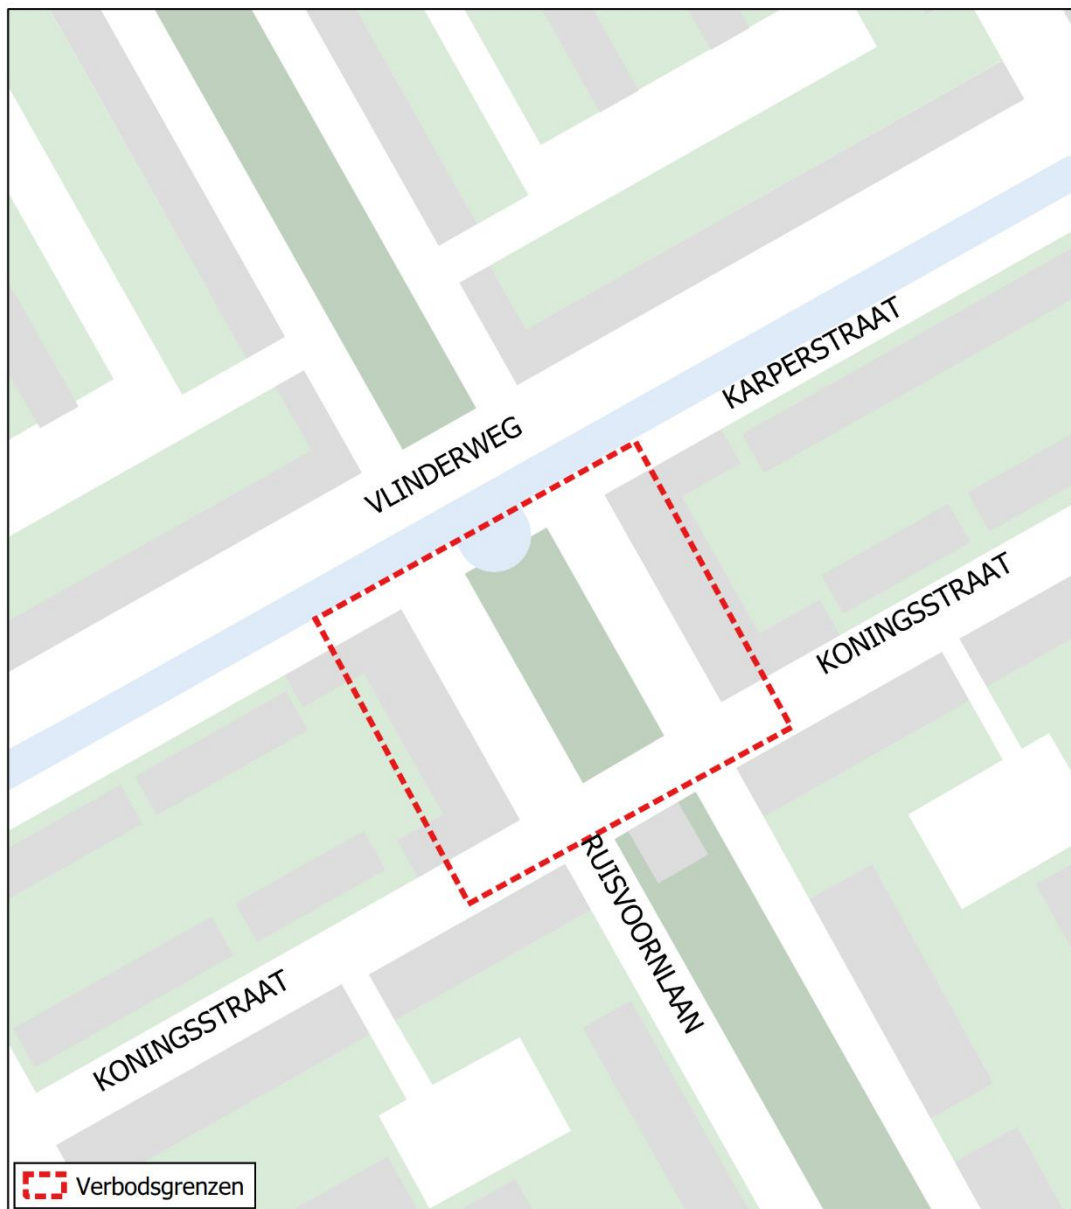 KARPERSTRAAT
VLINDERWEG
KONINGSSTRAAT
RUISVOORNLAAN
KONINGSSTRAAT
Verbodsgrenzen